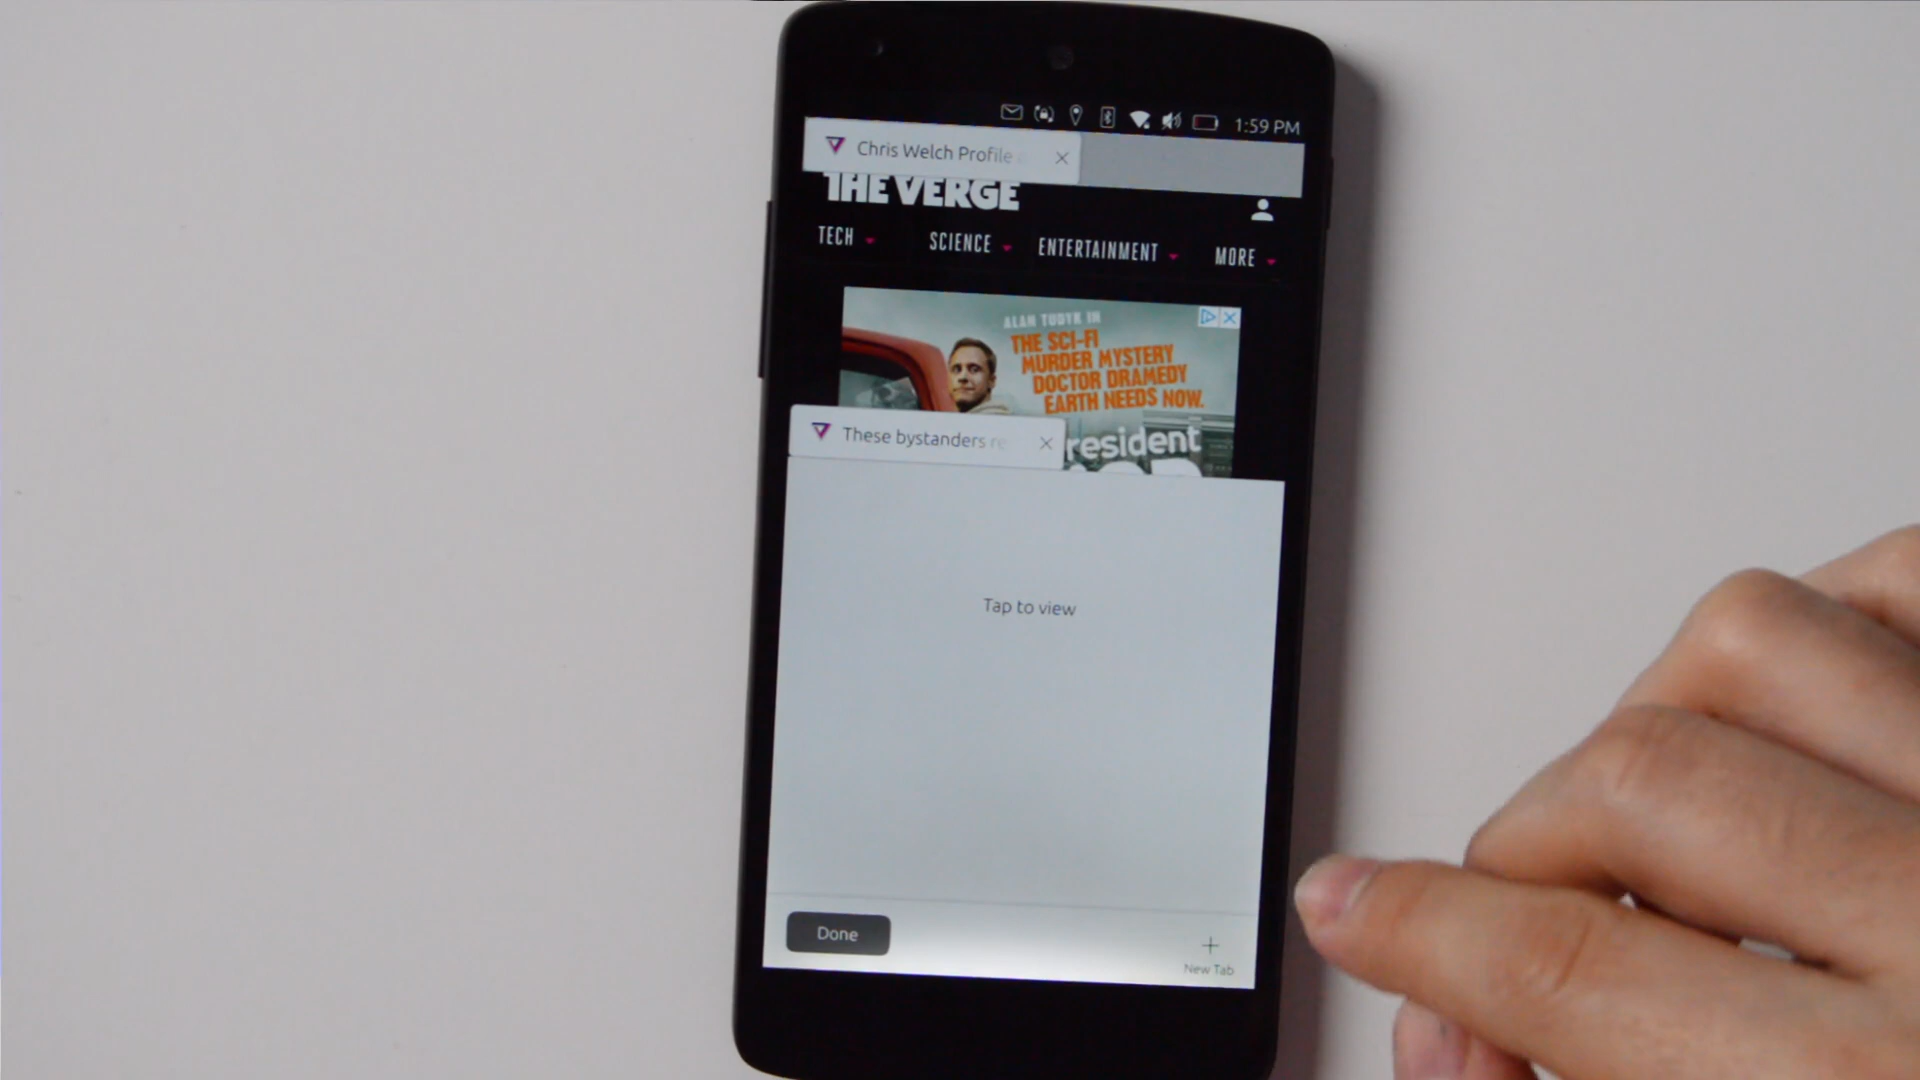 1:59 PM
Chris Welch Profile
THE VERGE
TECH SCIENCE ENTERTAINMENT MORE
ALAN TUDYK IN
THE SCI-FI
MURDER MYSTERY
DOCTOR DRAMEDY
EARTH NEEDS NOW.
These bystanders re
resident
Tap to view
Done
New Tab